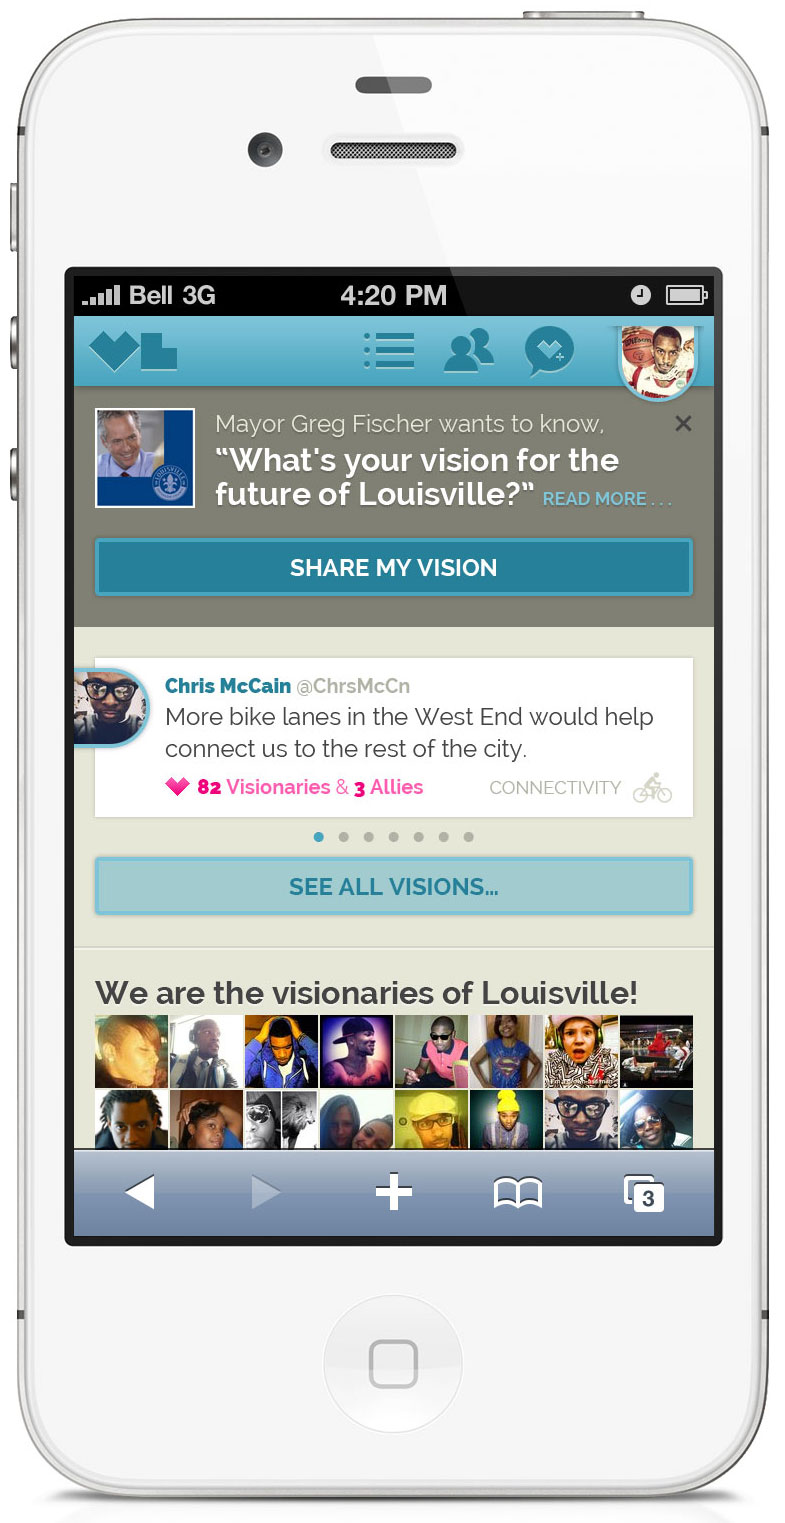 Bell 3G
4:20 PM
Mayor Greg Fischer wants to know,
“What's your vision for the
future of Louisville?” READ MORE . . .
SHARE MY VISION
Chris McCain @ChrsMcCn
More bike lanes in the West End would help
connect us to the rest of the city.
82 Visionaries & 3 Allies
CONNECTIVITY
SEE ALL VISIONS...
We are the visionaries of Louisville!
3